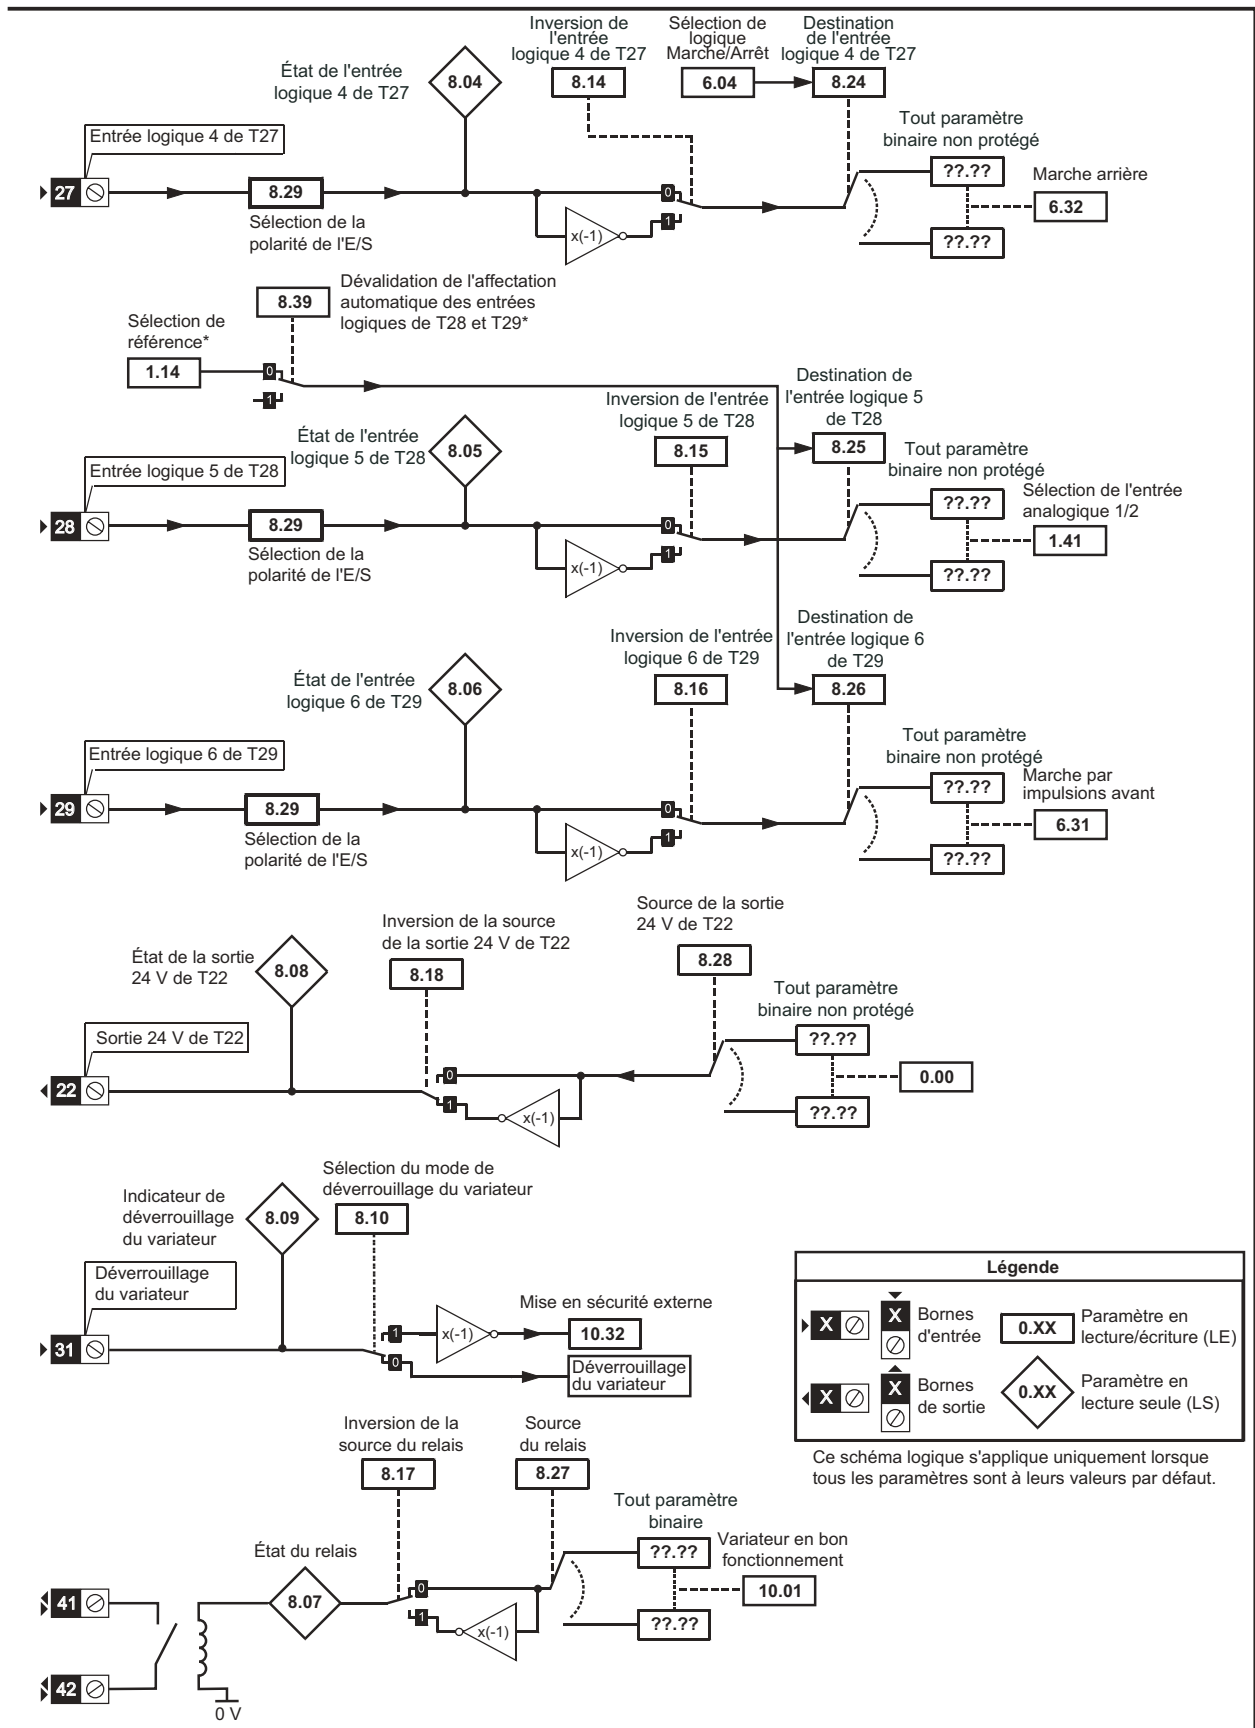 Inversion de
l'entrée
logique 4 de T27
8.14
Sélection de
logique
Marche/Arrêt
6.04
Destination
de l'entrée
logique 4 de T27
8.24
État de l'entrée
logique 4 de T27
8.04
Tout paramètre
binaire non protégé
??.??
??.??
Marche arrière
6.32
Entrée logique 4 de T27
27
8.29
Sélection de la
polarité de l'E/S
x(-1)
0
1
8.39
Dévalidation de l'affectation
automatique des entrées
logiques de T28 et T29*
Sélection de
référence*
1.14
0
1
Inversion de l'entrée
logique 5 de T28
8.15
Destination de
l'entrée logique 5
de T28
8.25
État de l'entrée
logique 5 de T28
8.05
Tout paramètre
binaire non protégé
??.??
??.??
Sélection de l'entrée
analogique 1/2
1.41
Entrée logique 5 de T28
28
8.29
Sélection de la
polarité de l'E/S
x(-1)
0
1
Inversion de l'entrée
logique 6 de T29
8.16
Destination de
l'entrée logique 6
de T29
8.26
État de l'entrée
logique 6 de T29
8.06
Tout paramètre
binaire non protégé
??.??
??.??
Marche par
impulsions avant
6.31
Entrée logique 6 de T29
29
8.29
Sélection de la
polarité de l'E/S
x(-1)
0
1
Source de la sortie
24 V de T22
8.28
Inversion de la source
de la sortie 24 V de T22
8.18
État de la sortie
24 V de T22
8.08
Tout paramètre
binaire non protégé
??.??
??.??
0.00
Sortie 24 V de T22
22
0
1
x(-1)
Sélection du mode de
déverrouillage du variateur
8.10
Indicateur de
déverrouillage
du variateur
8.09
Déverrouillage
du variateur
31
1
0
x(-1)
Mise en sécurité externe
10.32
Déverrouillage
du variateur
Légende
X
X
Bornes
d'entrée
0.XX
Paramètre en
lecture/écriture (LE)
X
X
Bornes
de sortie
0.XX
Paramètre en
lecture seule (LS)
Ce schéma logique s'applique uniquement lorsque
tous les paramètres sont à leurs valeurs par défaut.
Inversion de la
source du relais
8.17
Source
du relais
8.27
Tout paramètre
binaire
??.??
??.??
Variateur en bon
fonctionnement
10.01
État du relais
8.07
0
1
x(-1)
41
42
0 V